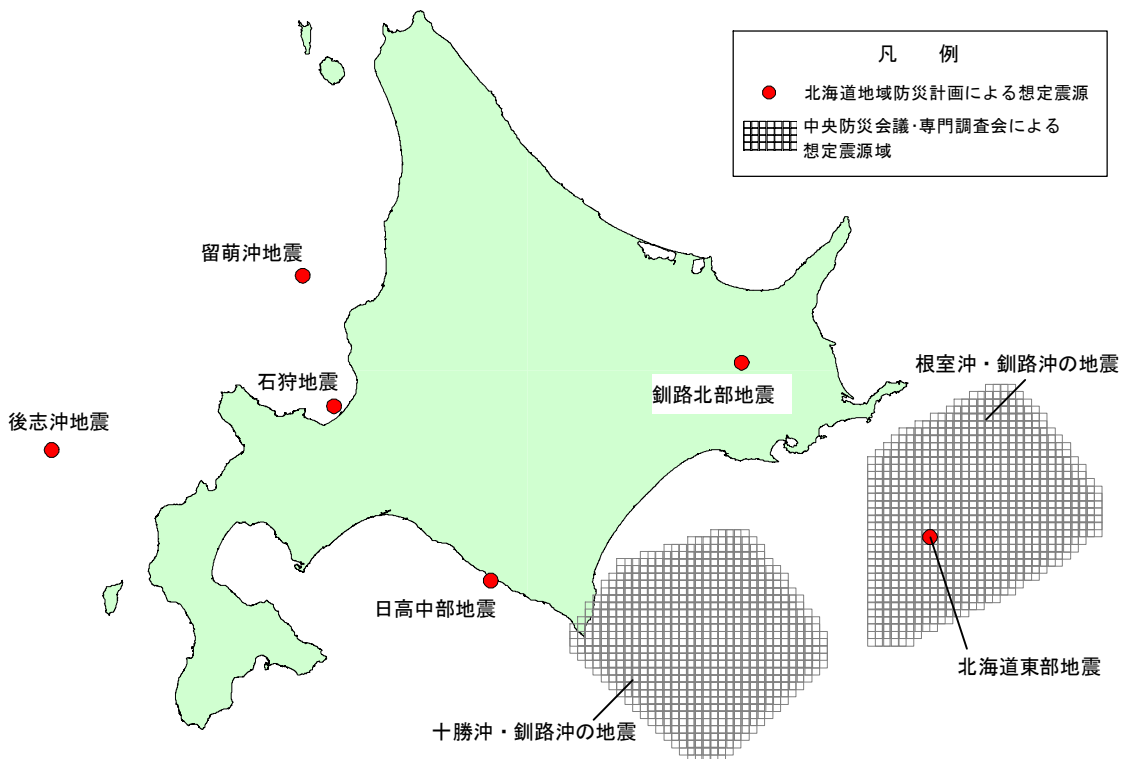 凡　例
北海道地域防災計画による想定震源
中央防災会議・専門調査会による
想定震源域
留萌沖地震
石狩地震
後志沖地震
釧路北部地震
根室沖・釧路沖の地震
日高中部地震
北海道東部地震
十勝沖・釧路沖の地震